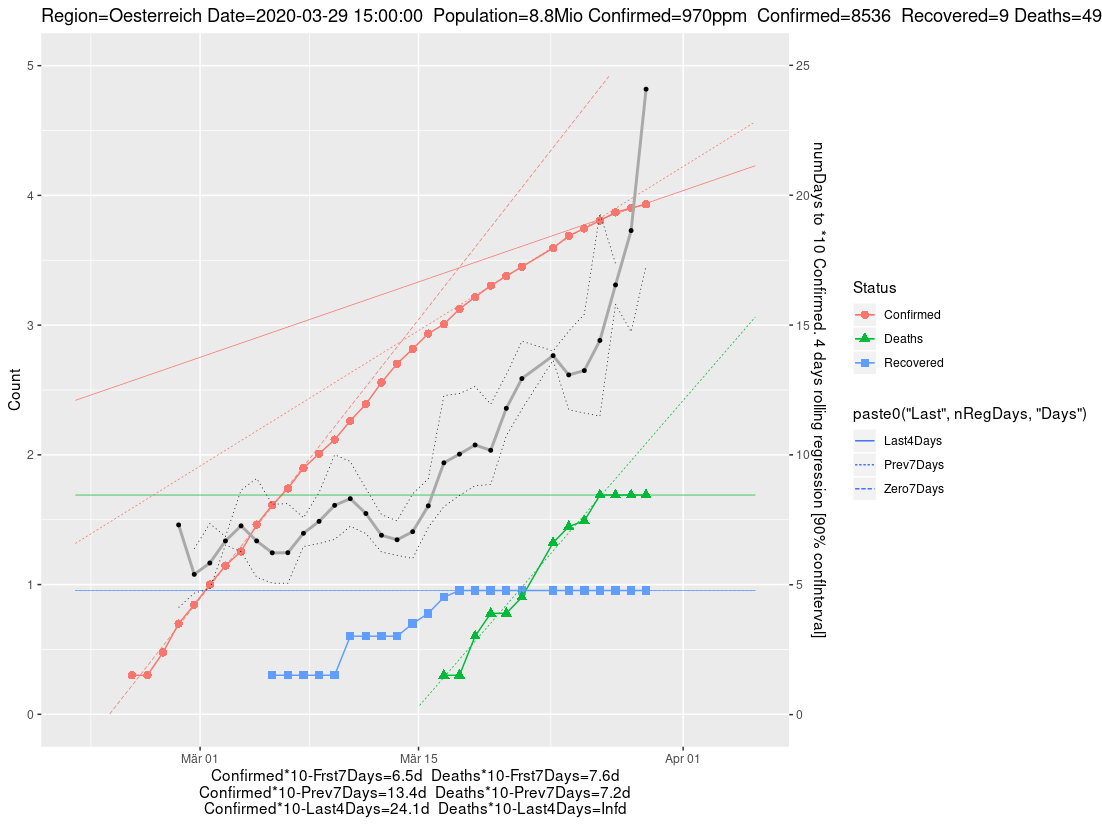 Region=Oesterreich Date=2020-03-29 15:00:00  Population=8.8Mio Confirmed=970ppm  Confirmed=8536  Recovered=9 Deaths=49
5
4
3
2
1
0
Count
25
20
15
10
5
0
numDays to *10 Confirmed. 4 days rolling regression [90% confInterval]
Mär 01
Mär 15
Apr 01
Confirmed*10-Frst7Days=6.5d  Deaths*10-Frst7Days=7.6d
Confirmed*10-Prev7Days=13.4d  Deaths*10-Prev7Days=7.2d
Confirmed*10-Last4Days=24.1d  Deaths*10-Last4Days=Infd
Status
Confirmed
Deaths
Recovered
paste0("Last", nRegDays, "Days")
Last4Days
Prev7Days
Zero7Days